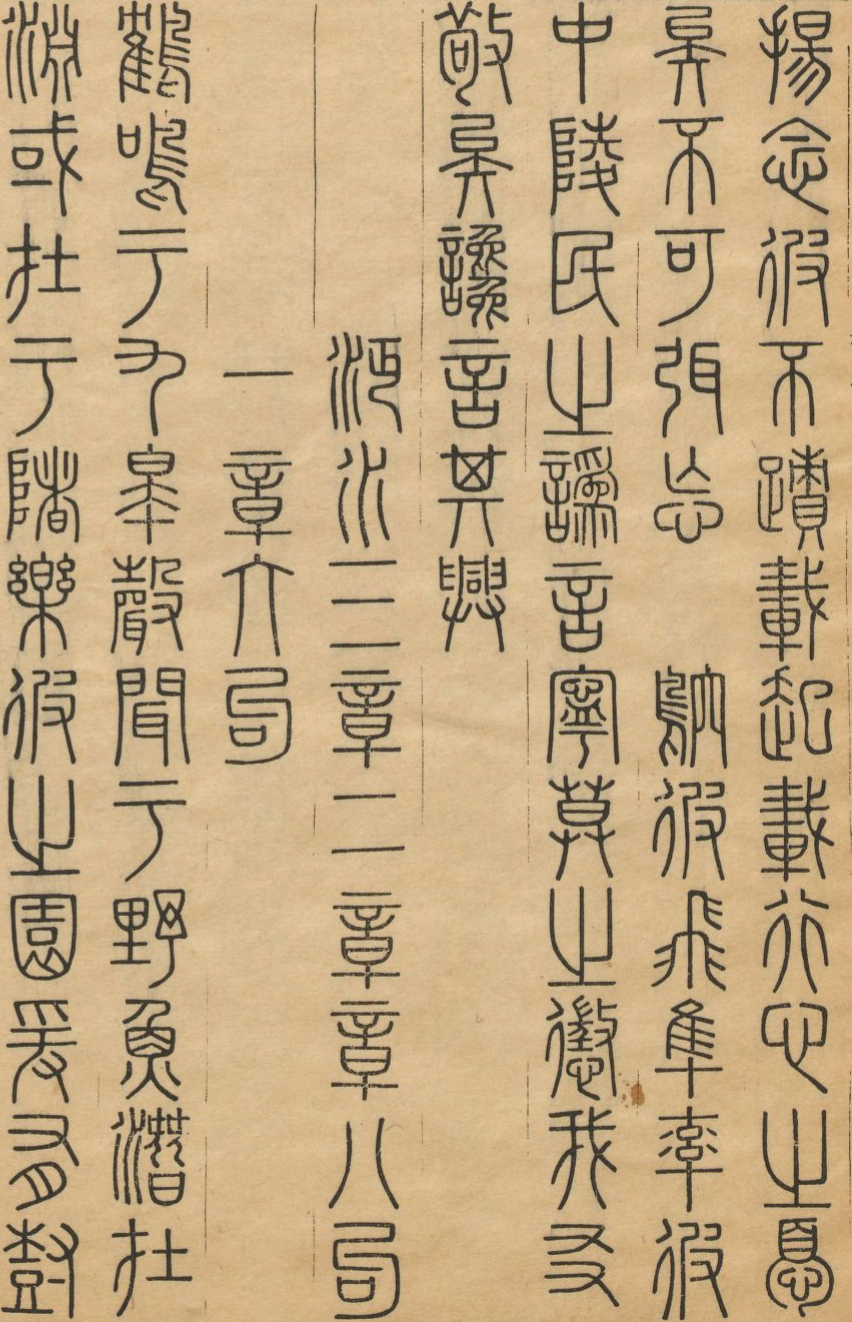 揚念彼不蹟載起載行心之憂
矣不可弭忘　鴥彼飛隼率彼
中陵民之譌言寧莫之懲我友
敬矣讒言其興
沔水三章二章章八句
一章六句
鶴鳴于九皋聲聞于野魚潛在
淵或在于陼樂彼之園爰有樹